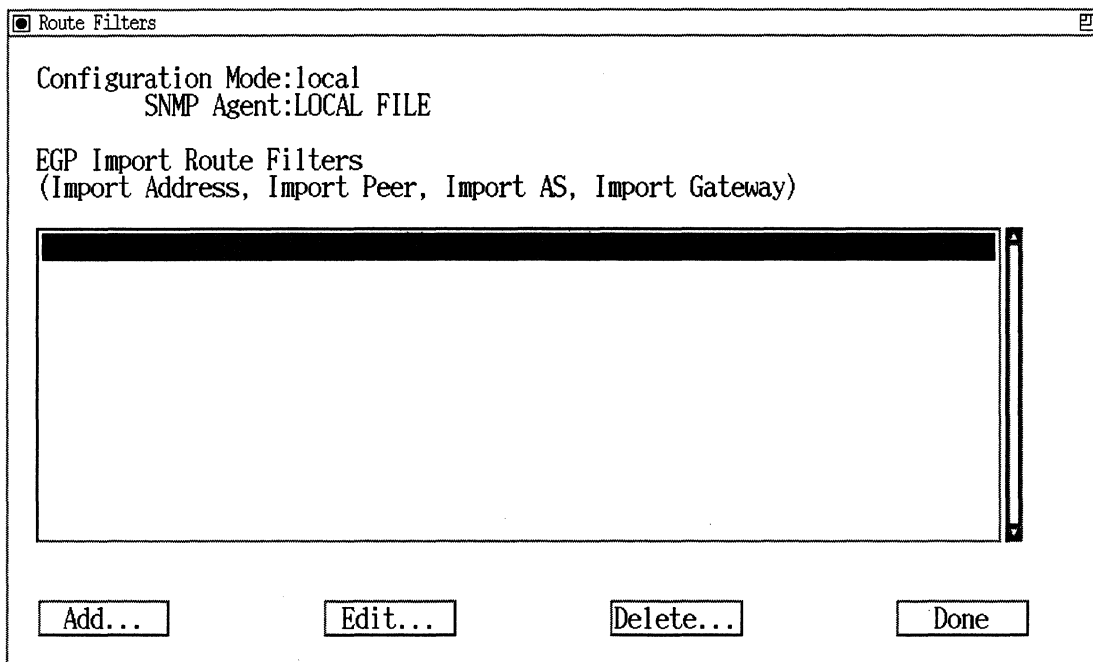 Route Filters
Configuration Mode:local
SNMP Agent:LOCAL FILE
EGP Import Route Filters
(Import Address, Import Peer, Import AS, Import Gateway)
Add... Edit... Delete... Done